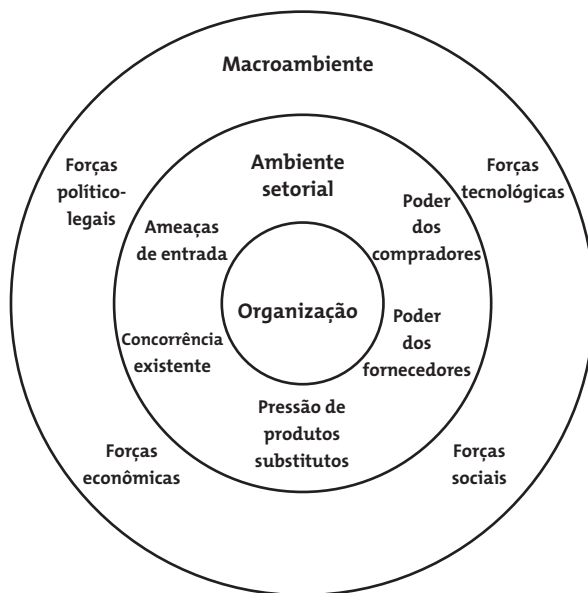 Macroambiente
Forças
político-
legais
Ambiente
setorial
Forças
tecnológicas
Ameaças
de entrada
Poder
dos
compradores
Organização
Concorrência
existente
Poder
dos
fornecedores
Pressão de
produtos
substitutos
Forças
econômicas
Forças
sociais